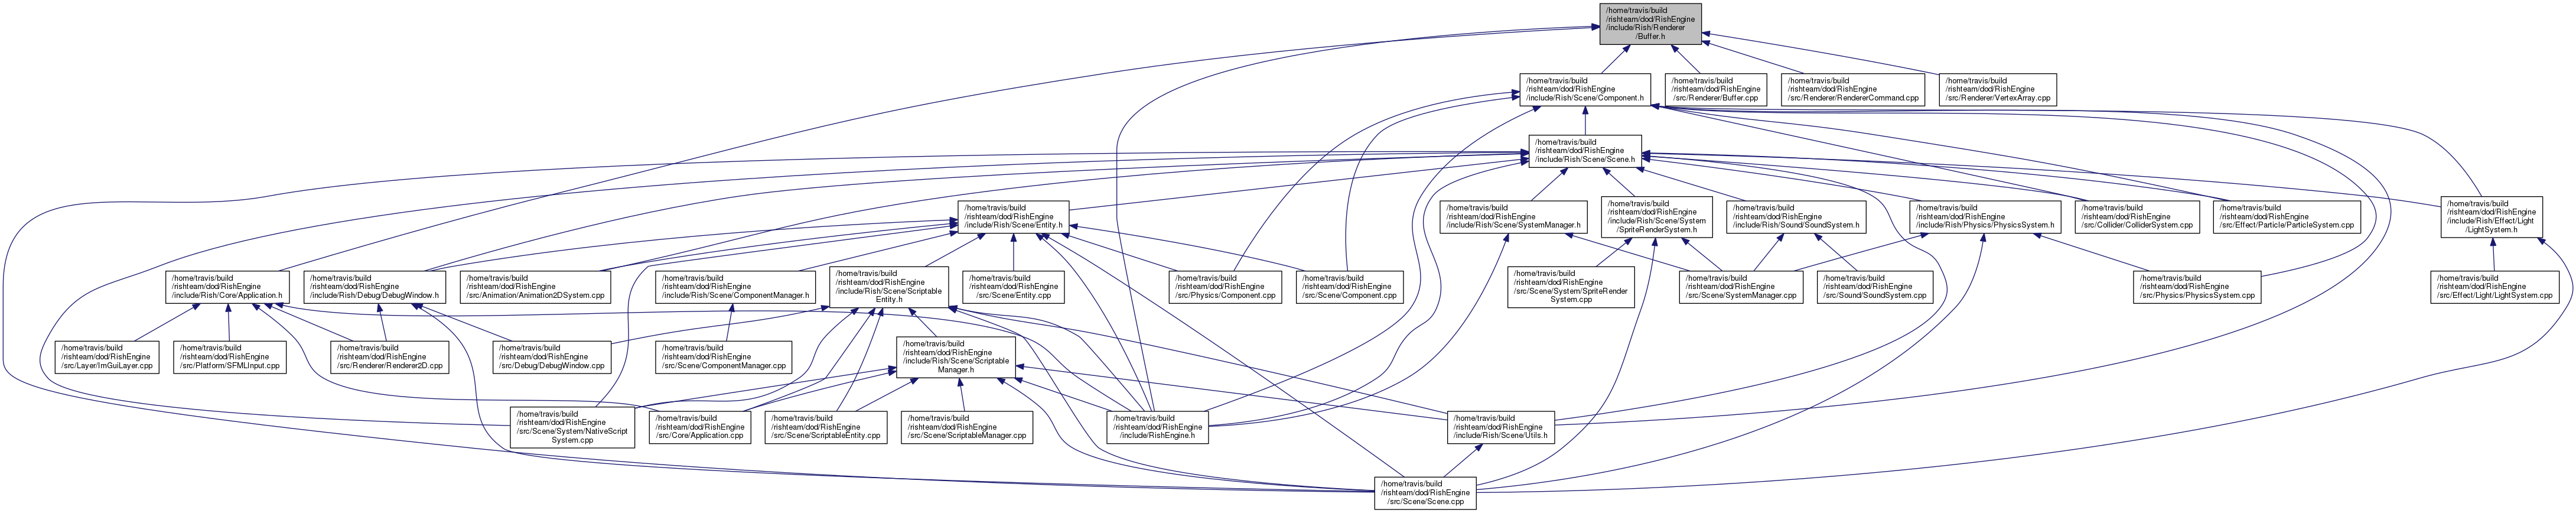 /home/travis/build
/rishteam/dod/RishEngine
/include/Rish/Renderer
/Buffer.h
/home/travis/build
/rishteam/dod/RishEngine
/include/Rish/Scene/Component.h
/home/travis/build
/rishteam/dod/RishEngine
/src/Renderer/Buffer.cpp
/home/travis/build
/rishteam/dod/RishEngine
/src/Renderer/RendererCommand.cpp
/home/travis/build
/rishteam/dod/RishEngine
/src/Renderer/VertexArray.cpp
/home/travis/build
/rishteam/dod/RishEngine
/include/Rish/Scene/Scene.h
/home/travis/build
/rishteam/dod/RishEngine
/include/Rish/Scene/Entity.h
/home/travis/build
/rishteam/dod/RishEngine
/include/Rish/Scene/SystemManager.h
/home/travis/build
/rishteam/dod/RishEngine
/include/Rish/Scene/System
/SpriteRenderSystem.h
/home/travis/build
/rishteam/dod/RishEngine
/include/Rish/Sound/SoundSystem.h
/home/travis/build
/rishteam/dod/RishEngine
/include/Rish/Physics/PhysicsSystem.h
/home/travis/build
/rishteam/dod/RishEngine
/src/Collider/ColliderSystem.cpp
/home/travis/build
/rishteam/dod/RishEngine
/src/Effect/Particle/ParticleSystem.cpp
/home/travis/build
/rishteam/dod/RishEngine
/include/Rish/Effect/Light
/LightSystem.h
/home/travis/build
/rishteam/dod/RishEngine
/include/Rish/Core/Application.h
/home/travis/build
/rishteam/dod/RishEngine
/include/Rish/Debug/DebugWindow.h
/home/travis/build
/rishteam/dod/RishEngine
/src/Animation/Animation2DSystem.cpp
/home/travis/build
/rishteam/dod/RishEngine
/include/Rish/Scene/ComponentManager.h
/home/travis/build
/rishteam/dod/RishEngine
/include/Rish/Scene/Scriptable
Entity.h
/home/travis/build
/rishteam/dod/RishEngine
/src/Scene/Entity.cpp
/home/travis/build
/rishteam/dod/RishEngine
/src/Physics/Component.cpp
/home/travis/build
/rishteam/dod/RishEngine
/src/Scene/Component.cpp
/home/travis/build
/rishteam/dod/RishEngine
/src/Scene/System/SpriteRender
System.cpp
/home/travis/build
/rishteam/dod/RishEngine
/src/Scene/SystemManager.cpp
/home/travis/build
/rishteam/dod/RishEngine
/src/Sound/SoundSystem.cpp
/home/travis/build
/rishteam/dod/RishEngine
/src/Physics/PhysicsSystem.cpp
/home/travis/build
/rishteam/dod/RishEngine
/src/Effect/Light/LightSystem.cpp
/home/travis/build
/rishteam/dod/RishEngine
/src/Layer/ImGuiLayer.cpp
/home/travis/build
/rishteam/dod/RishEngine
/src/Platform/SFMLInput.cpp
/home/travis/build
/rishteam/dod/RishEngine
/src/Renderer/Renderer2D.cpp
/home/travis/build
/rishteam/dod/RishEngine
/src/Debug/DebugWindow.cpp
/home/travis/build
/rishteam/dod/RishEngine
/src/Scene/ComponentManager.cpp
/home/travis/build
/rishteam/dod/RishEngine
/include/Rish/Scene/Scriptable
Manager.h
/home/travis/build
/rishteam/dod/RishEngine
/src/Scene/System/NativeScript
System.cpp
/home/travis/build
/rishteam/dod/RishEngine
/src/Core/Application.cpp
/home/travis/build
/rishteam/dod/RishEngine
/src/Scene/ScriptableEntity.cpp
/home/travis/build
/rishteam/dod/RishEngine
/src/Scene/ScriptableManager.cpp
/home/travis/build
/rishteam/dod/RishEngine
/include/RishEngine.h
/home/travis/build
/rishteam/dod/RishEngine
/include/Rish/Scene/Utils.h
/home/travis/build
/rishteam/dod/RishEngine
/src/Scene/Scene.cpp